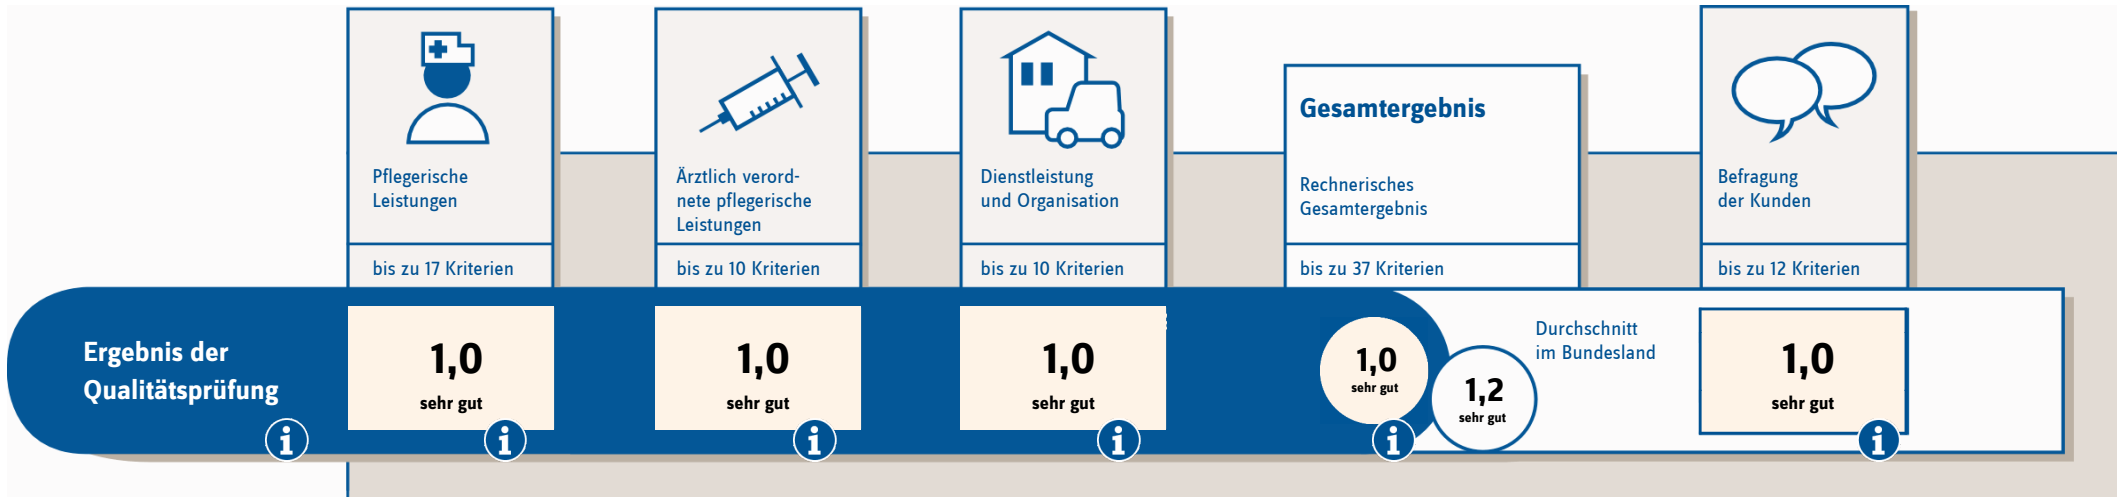 Pflegerische
Leistungen
bis zu 17 Kriterien
Ärztlich verord-
nete pflegerische
Leistungen
bis zu 10 Kriterien
Dienstleistung
und Organisation
bis zu 10 Kriterien
Gesamtergebnis
Rechnerisches
Gesamtergebnis
bis zu 37 Kriterien
Befragung
der Kunden
bis zu 12 Kriterien
Ergebnis der
Qualitätsprüfung
i
1,0
sehr gut
i
1,0
sehr gut
i
1,0
sehr gut
i
1,0
sehr gut
i
1,2
sehr gut
Durchschnitt
im Bundesland
1,0
sehr gut
i